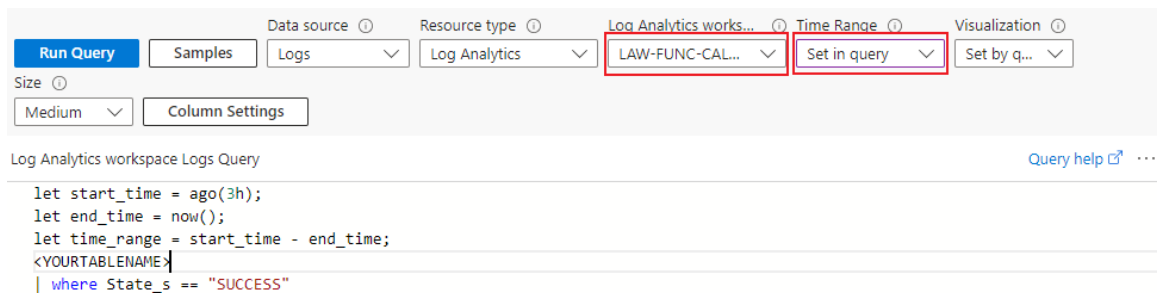 Data source Resource type Log Analytics works... Time Range Visualization
Run Query Samples Logs Log Analytics LAW-FUNC-CAL... Set in query Set by q...
Size
Medium Column Settings
Log Analytics workspace Logs Query Query help ...
let start_time = ago(3h);
let end_time = now();
let time_range = start_time - end_time;
<YOURTABLENAME>
| where State_s == "SUCCESS"